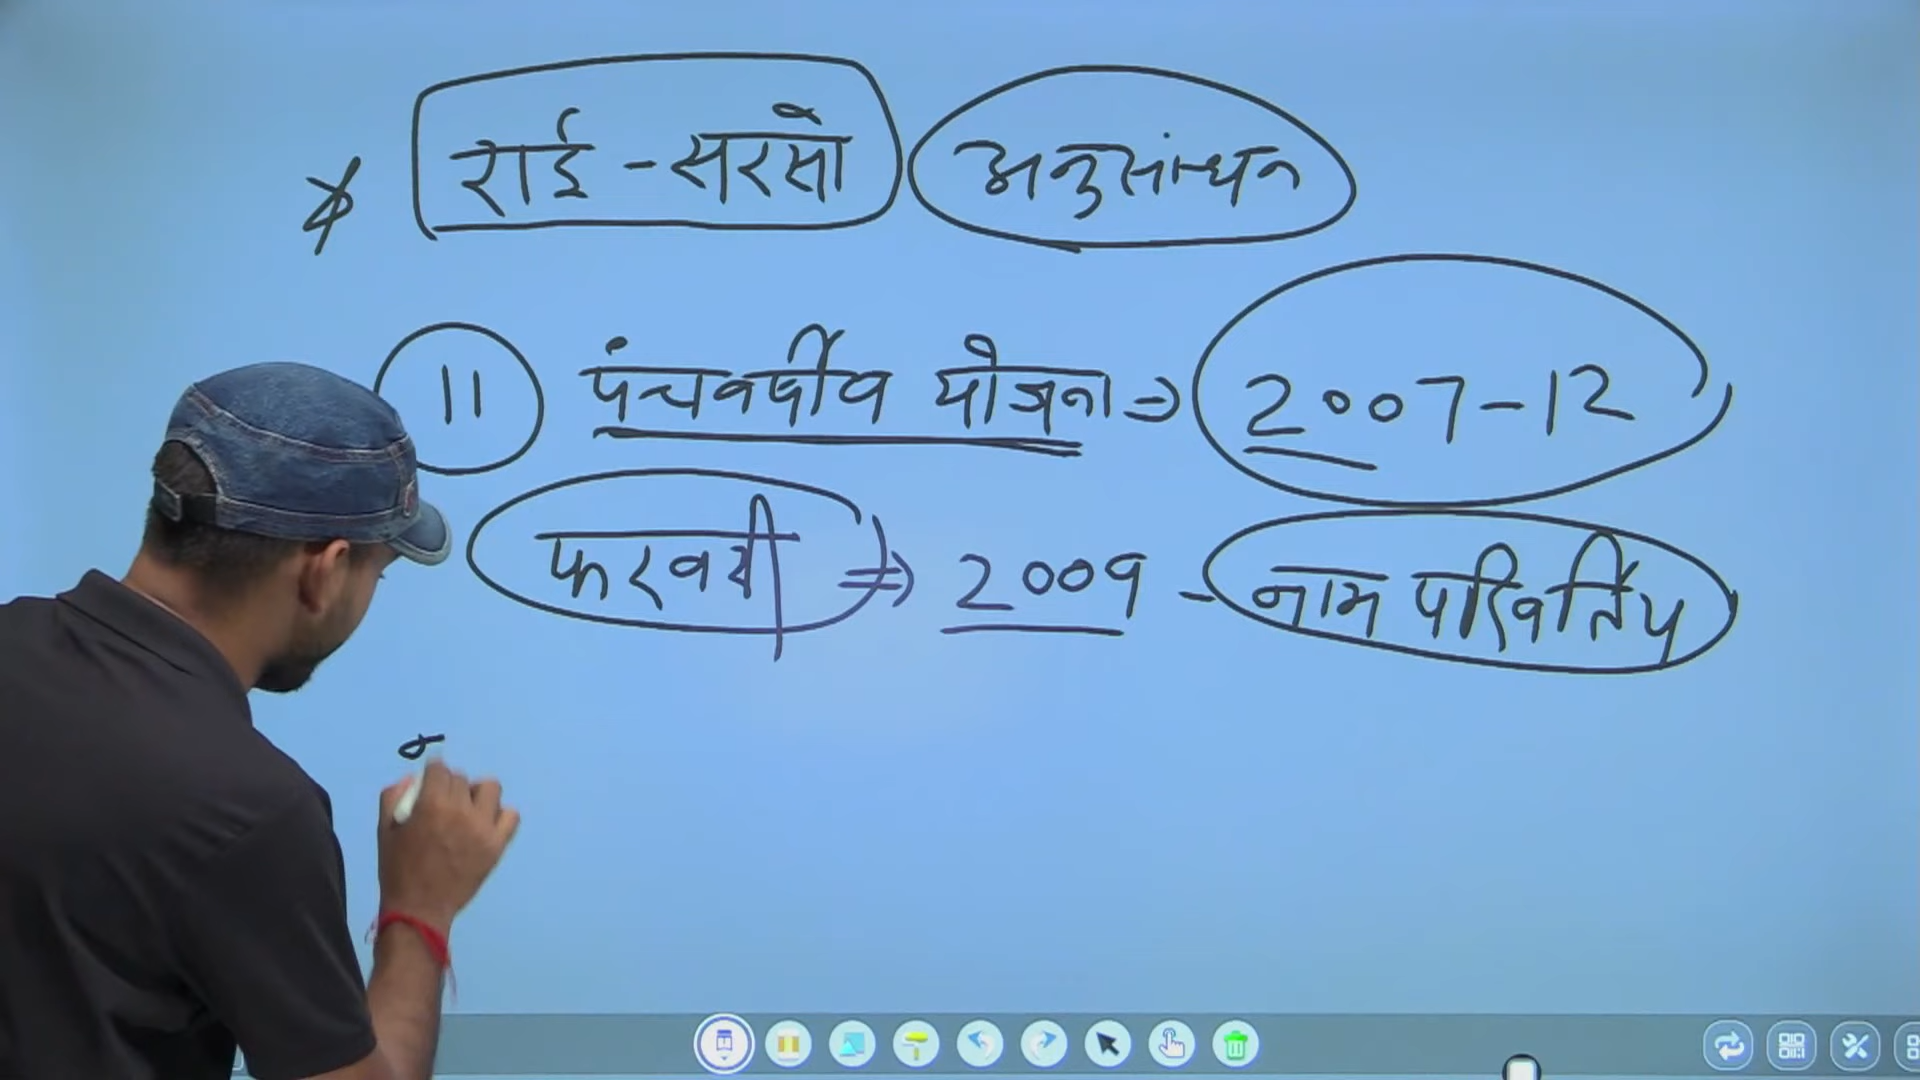 राई - सरसों अनुसंधान
11 पंचवर्षीय योजना ⇒ 2007-12
फरवरी ⇒ 2009 - नाम परिवर्तित